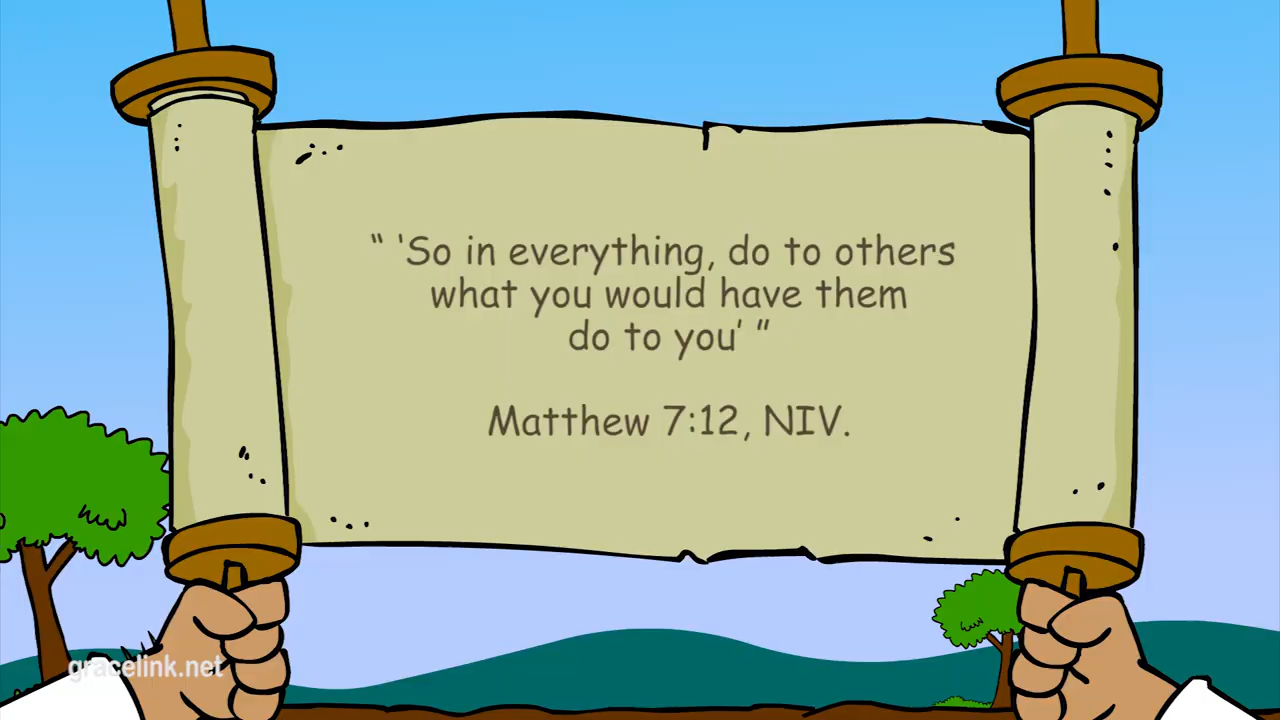 “ ‘So in everything, do to others
what you would have them
do to you’ ”
Matthew 7:12, NIV.
gracelink.net